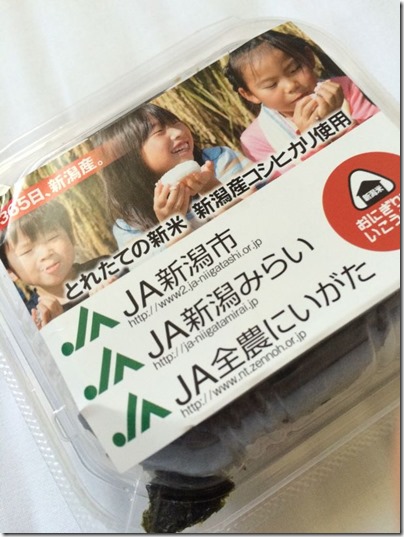 365日、新潟産。
とれたての新米 新潟産コシヒカリ使用
新潟米
おにぎりで
いこう
JA新潟市
http://www2.ja-niigatashi.or.jp
JA新潟みらい
http://ja-niigatamirai.jp
JA全農にいがた
http://www.nt.zennoh.or.jp